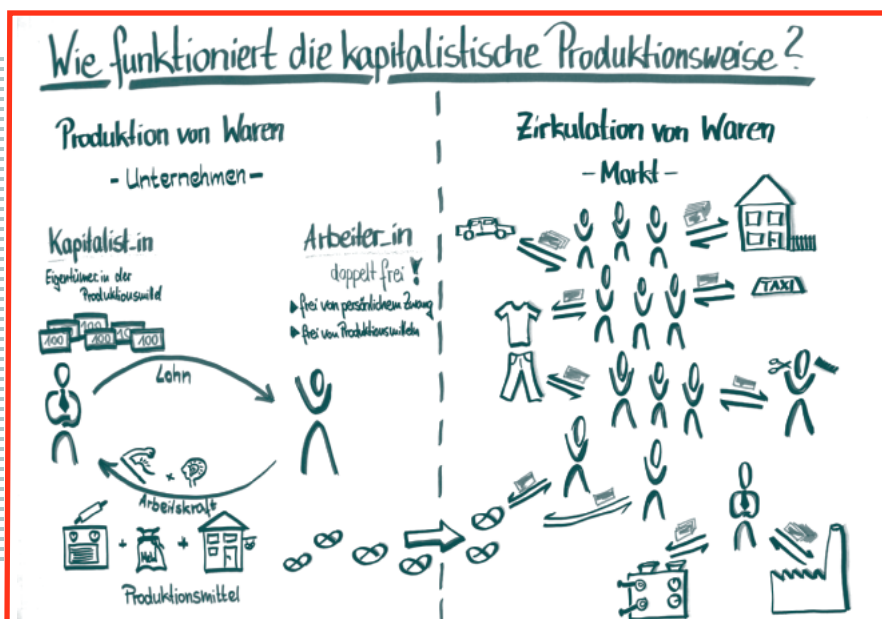 Wie funktioniert die kapitalistische Produktionsweise?
Produktion von Waren
- Unternehmen -
Kapitalist_in
Eigentümer_in der
Produktionsmittel
100 100 100 100 100
Lohn
Arbeitskraft
Mehl
Produktionsmittel
Arbeiter_in
doppelt frei!
▶ frei von persönlichem Zwang
▶ frei von Produktionsmitteln
Zirkulation von Waren
- Markt -
TAXI